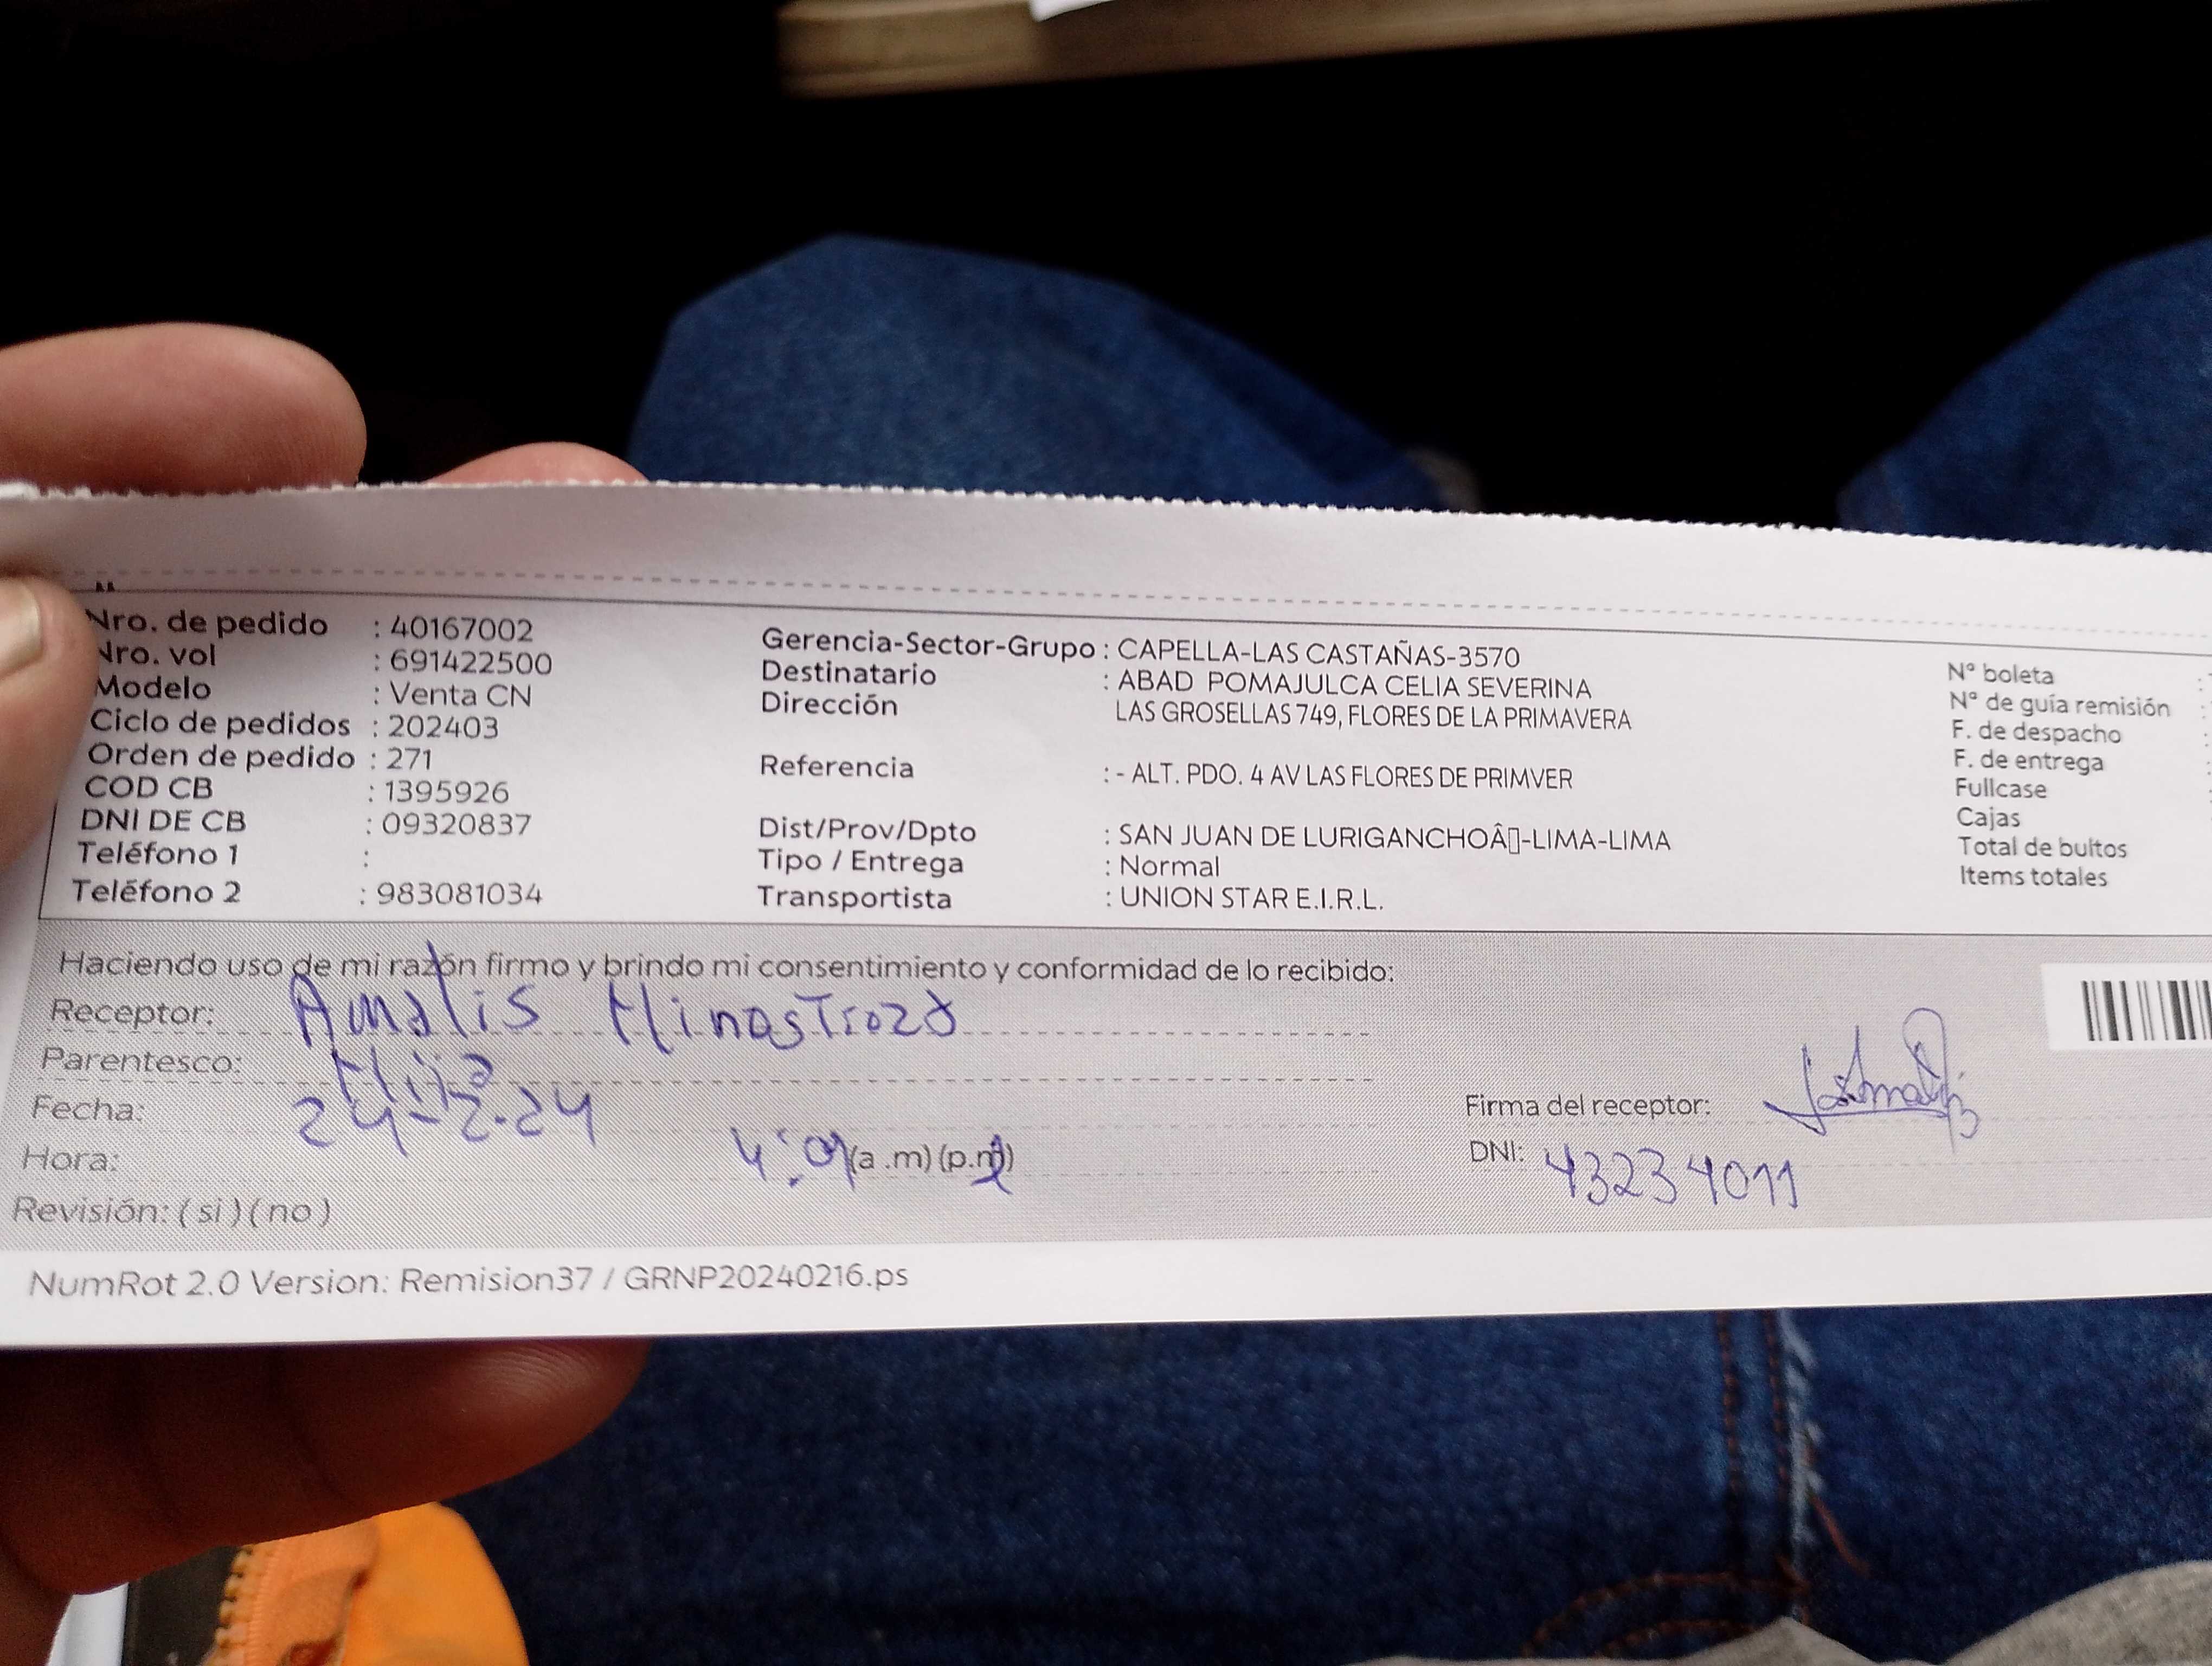 Nro. de pedido : 40167002
Nro. vol : 691422500
Modelo : Venta CN
Ciclo de pedidos : 202403
Orden de pedido : 271
COD CB : 1395926
DNI DE CB : 09320837
Teléfono 1 :
Teléfono 2 : 983081034
Gerencia-Sector-Grupo : CAPELLA-LAS CASTAÑAS-3570
Destinatario : ABAD POMAJULCA CELIA SEVERINA
Dirección LAS GROSELLAS 749, FLORES DE LA PRIMAVERA
Referencia : - ALT. PDO. 4 AV LAS FLORES DE PRIMVER
Dist/Prov/Dpto : SAN JUAN DE LURIGANCHOÂ▯-LIMA-LIMA
Tipo / Entrega : Normal
Transportista : UNION STAR E.I.R.L.
Nº boleta :
Nº de guía remisión :
F. de despacho :
F. de entrega :
Fullcase :
Cajas
Total de bultos
Items totales
Haciendo uso de mi razón firmo y brindo mi consentimiento y conformidad de lo recibido:
Receptor: Amalis Hinostroza
Parentesco: Hija
Fecha: 24-2-24
Hora: (a .m) (p.m)
Revisión: ( si ) ( no )
Firma del receptor:
DNI: 43234011
NumRot 2.0 Version: Remision37 / GRNP20240216.ps